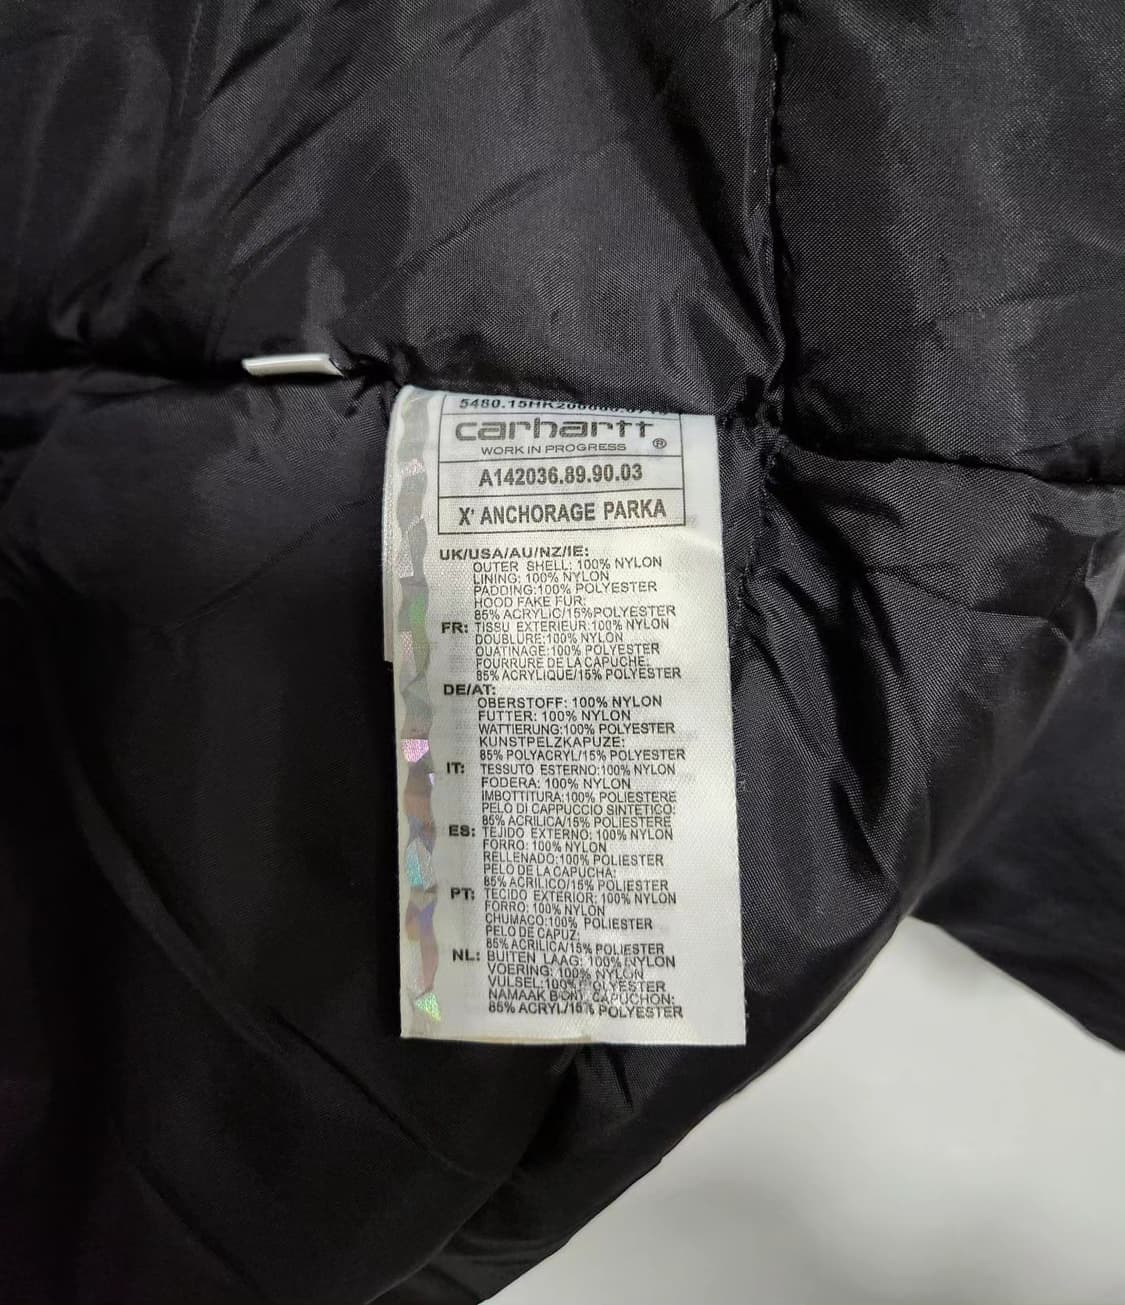 carhartt
WORK IN PROGRESS ®
A142036.89.90.03
X' ANCHORAGE PARKA
UK/USA/AU/NZ/IE:
OUTER SHELL: 100% NYLON
LINING: 100% NYLON
PADDING:100% POLYESTER
HOOD FAKE FUR:
85% ACRYLIC/15%POLYESTER
FR: TISSU EXTERIEUR:100% NYLON
DOUBLURE:100% NYLON
OUATINAGE:100% POLYESTER
FOURRURE DE LA CAPUCHE:
85% ACRYLIQUE/15% POLYESTER
DE/AT:
OBERSTOFF: 100% NYLON
FUTTER: 100% NYLON
WATTIERUNG:100% POLYESTER
KUNSTPELZKAPUZE:
85% POLYACRYL/15% POLYESTER
IT: TESSUTO ESTERNO:100% NYLON
FODERA: 100% NYLON
IMBOTTITURA:100% POLIESTERE
PELO DI CAPPUCCIO SINTETICO:
85% ACRILICA/15% POLIESTERE
ES: TEJIDO EXTERNO: 100% NYLON
FORRO: 100% NYLON
RELLENADO:100% POLIESTER
PELO DE LA CAPUCHA:
85% ACRILICO/15% POLIESTER
PT: TECIDO EXTERIOR: 100% NYLON
FORRO: 100% NYLON
CHUMACO:100% POLIESTER
PELO DE CAPUZ:
85% ACRILICA/15% POLIESTER
NL: BUITEN LAAG: 100% NYLON
VOERING: 100% NYLON
VULSEL:100% POLYESTER
NAMAAK BONT CAPUCHON:
85% ACRYL/15% POLYESTER